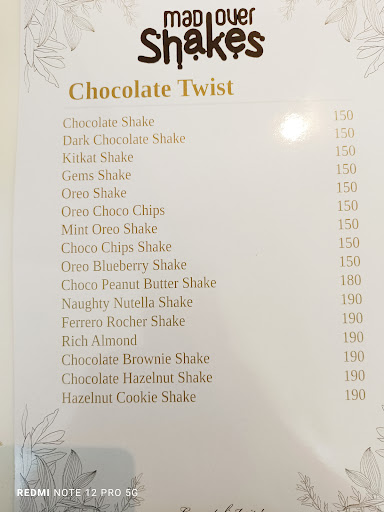 MAD OVER
Shakes
Chocolate Twist
Chocolate Shake 150
Dark Chocolate Shake 150
Kitkat Shake 150
Gems Shake 150
Oreo Shake 150
Oreo Choco Chips 150
Mint Oreo Shake 150
Choco Chips Shake 150
Oreo Blueberry Shake 150
Choco Peanut Butter Shake 180
Naughty Nutella Shake 190
Ferrero Rocher Shake 190
Rich Almond 190
Chocolate Brownie Shake 190
Chocolate Hazelnut Shake 190
Hazelnut Cookie Shake 190
REDMI NOTE 12 PRO 5G